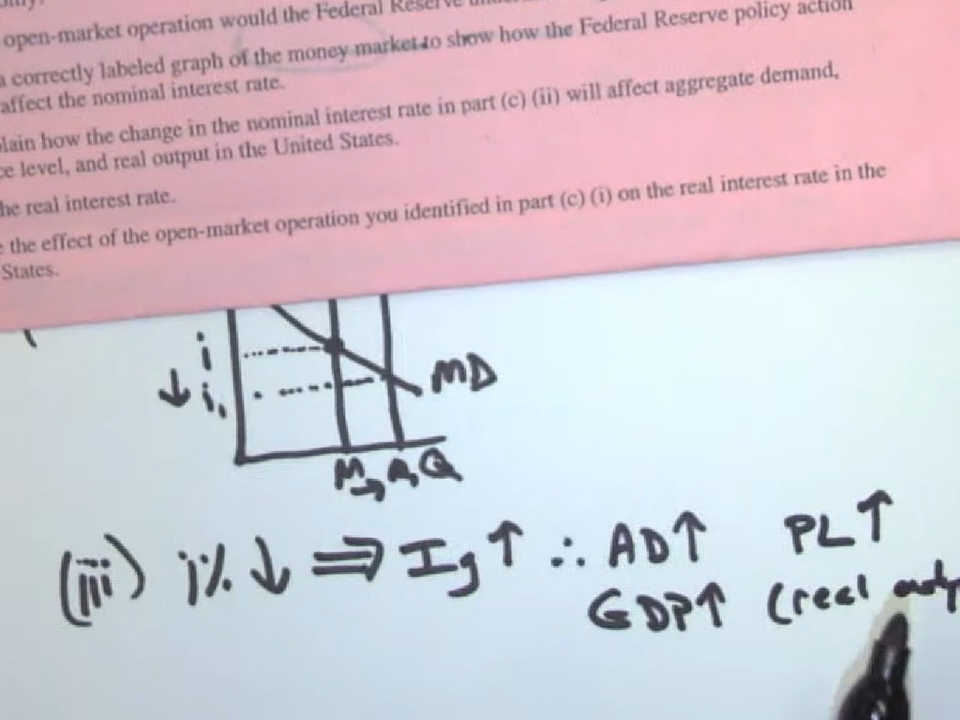 open-market operation would the Federal Reserve
a correctly labeled graph of the money market to show how the Federal Reserve policy action
affect the nominal interest rate.
lain how the change in the nominal interest rate in part (c) (ii) will affect aggregate demand,
ce level, and real output in the United States.
he real interest rate.
e the effect of the open-market operation you identified in part (c) (i) on the real interest rate in the
States.
i
↓ i₁
MD
M → M₁ Q
(iii) i% ↓ ⇒ Ig ↑ ∴ AD↑ PL↑
GDP↑ (real